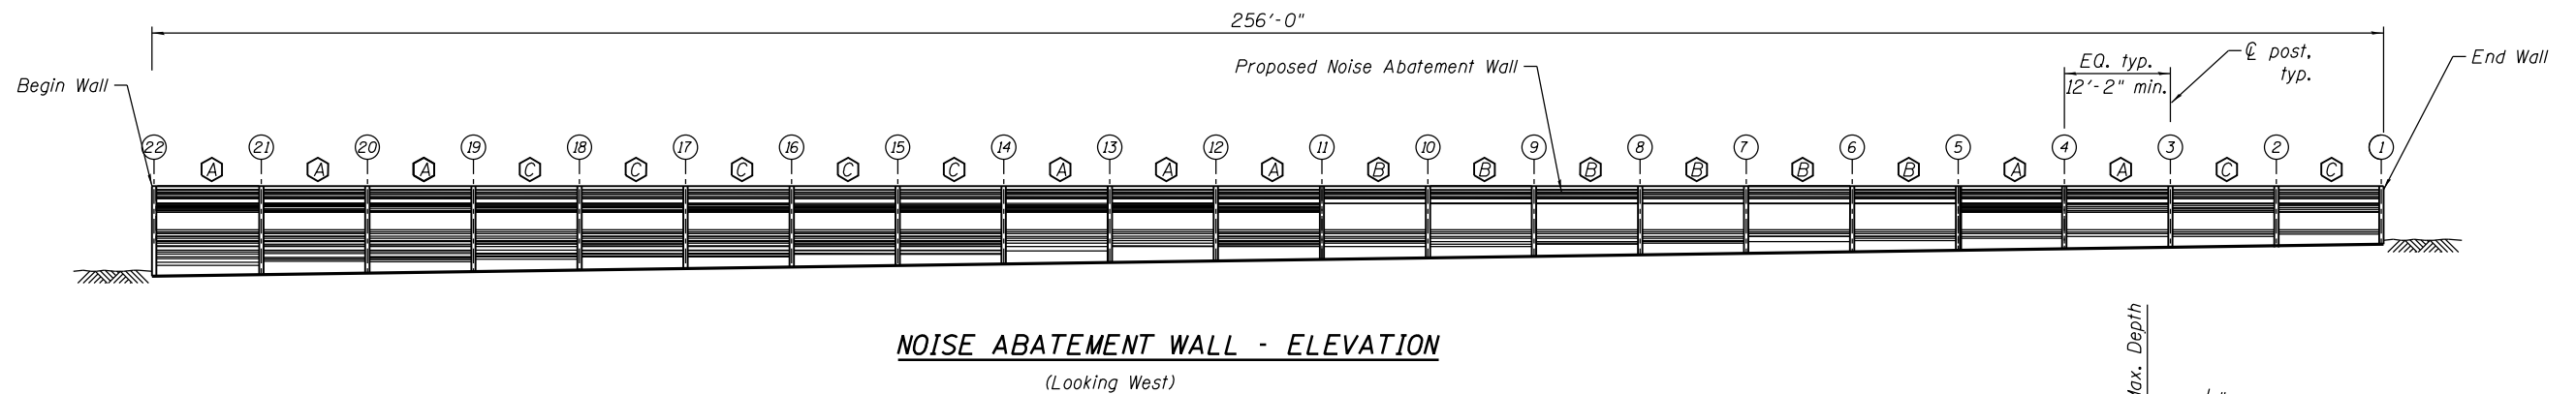 256'-0"
Begin Wall
Proposed Noise Abatement Wall
EQ. typ.
12'-2" min.
℄ post,
typ.
End Wall
22 21 20 19 18 17 16 15 14 13 12 11 10 9 8 7 6 5 4 3 2 1
A A A C C C C C A A A B B B B B B A A C C
NOISE ABATEMENT WALL - ELEVATION
(Looking West)
Max. Depth